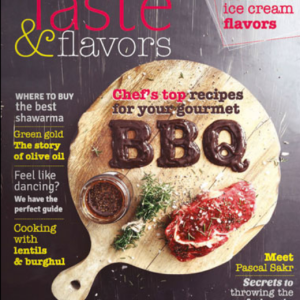 taste
& flavors
ice cream
flavors
Chef's top recipes
for your gourmet
BBQ
WHERE TO BUY
the best
shawarma
Green gold
The story
of olive oil
Feel like
dancing?
We have the
perfect guide
Cooking
with
lentils
& burghul
Meet
Pascal Sakr
Secrets to
throwing the